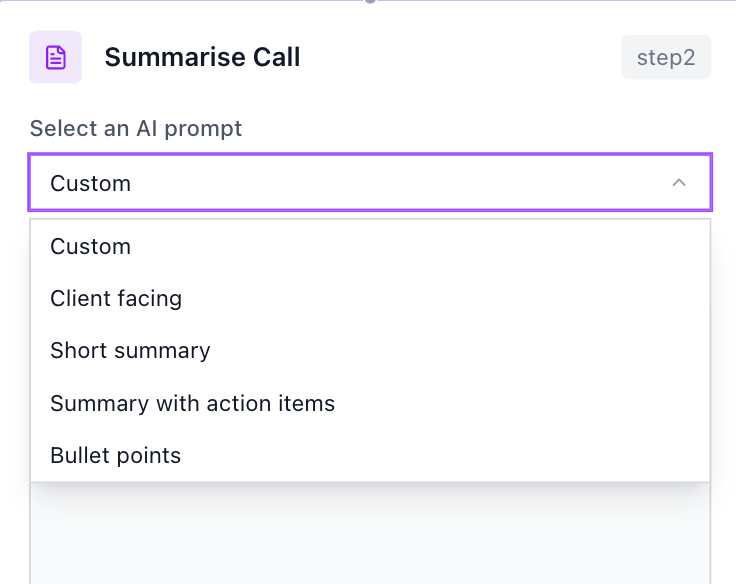 Summarise Call
step2
Select an AI prompt
Custom
Custom
Client facing
Short summary
Summary with action items
Bullet points